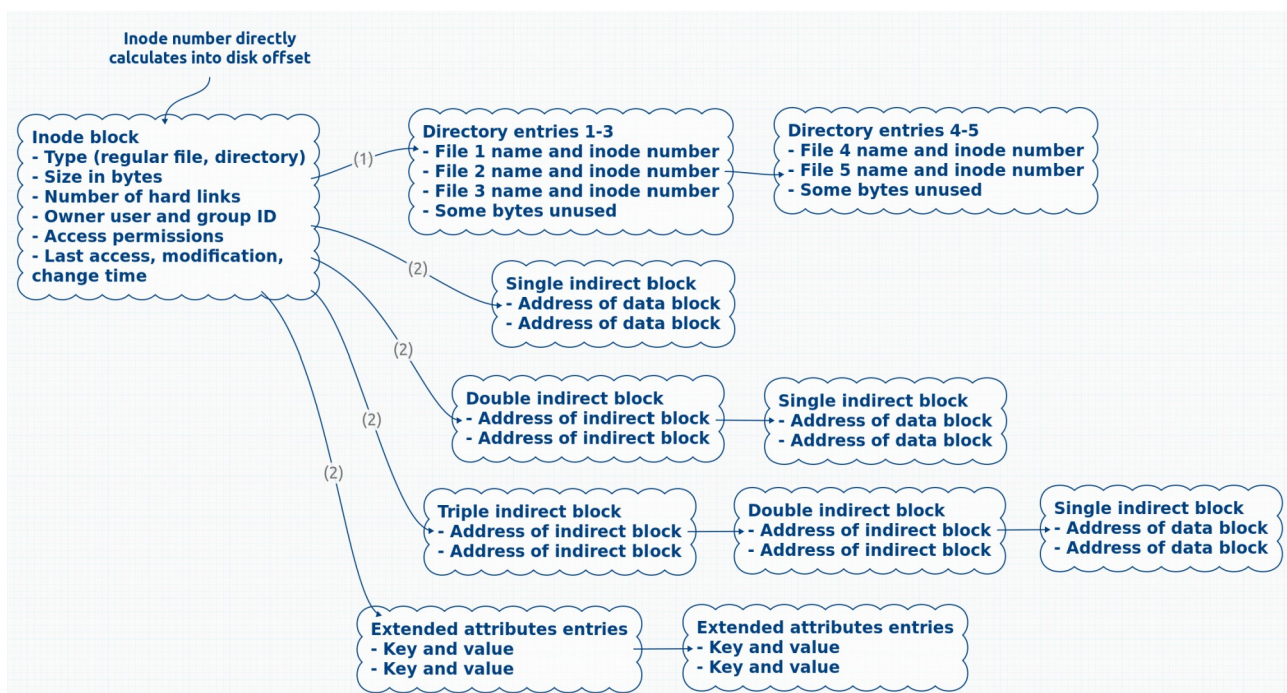 Inode number directly
calculates into disk offset
Inode block
- Type (regular file, directory)
- Size in bytes
- Number of hard links
- Owner user and group ID
- Access permissions
- Last access, modification,
change time
(1)
Directory entries 1-3
- File 1 name and inode number
- File 2 name and inode number
- File 3 name and inode number
- Some bytes unused
Directory entries 4-5
- File 4 name and inode number
- File 5 name and inode number
- Some bytes unused
(2)
Single indirect block
- Address of data block
- Address of data block
(2)
Double indirect block
- Address of indirect block
- Address of indirect block
Single indirect block
- Address of data block
- Address of data block
(2)
Triple indirect block
- Address of indirect block
- Address of indirect block
Double indirect block
- Address of indirect block
- Address of indirect block
Single indirect block
- Address of data block
- Address of data block
(2)
Extended attributes entries
- Key and value
- Key and value
Extended attributes entries
- Key and value
- Key and value